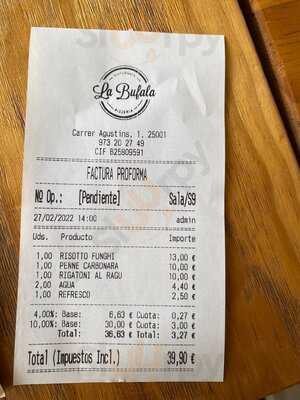 RISTORANTE
La Bufala
PIZZERIA
Carrer Agustins, 1, 25001
973 20 27 49
CIF B25809591
FACTURA PROFORMA
Nº Op.: [Pendiente] Sala/S9
27/02/2022 14:00 admin
Uds. Producto Importe
1,00 RISOTTO FUNGHI 13,00 €
1,00 PENNE CARBONARA 10,00 €
1,00 RIGATONI AL RAGU 10,00 €
2,00 AGUA 4,40 €
1,00 REFRESCO 2,50 €
4,00%: Base: 6,63 € Cuota: 0,27 €
10,00%: Base: 30,00 € Cuota: 3,00 €
Total: 36,63 € Total: 3,27 €
Total (Impuestos Incl.) 39,90 €